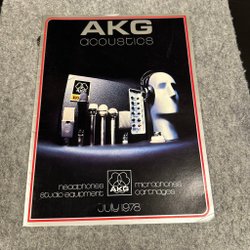 AKG
acoustics
AKG
headphones
studio equipment
microphones
cartridges
July 1978